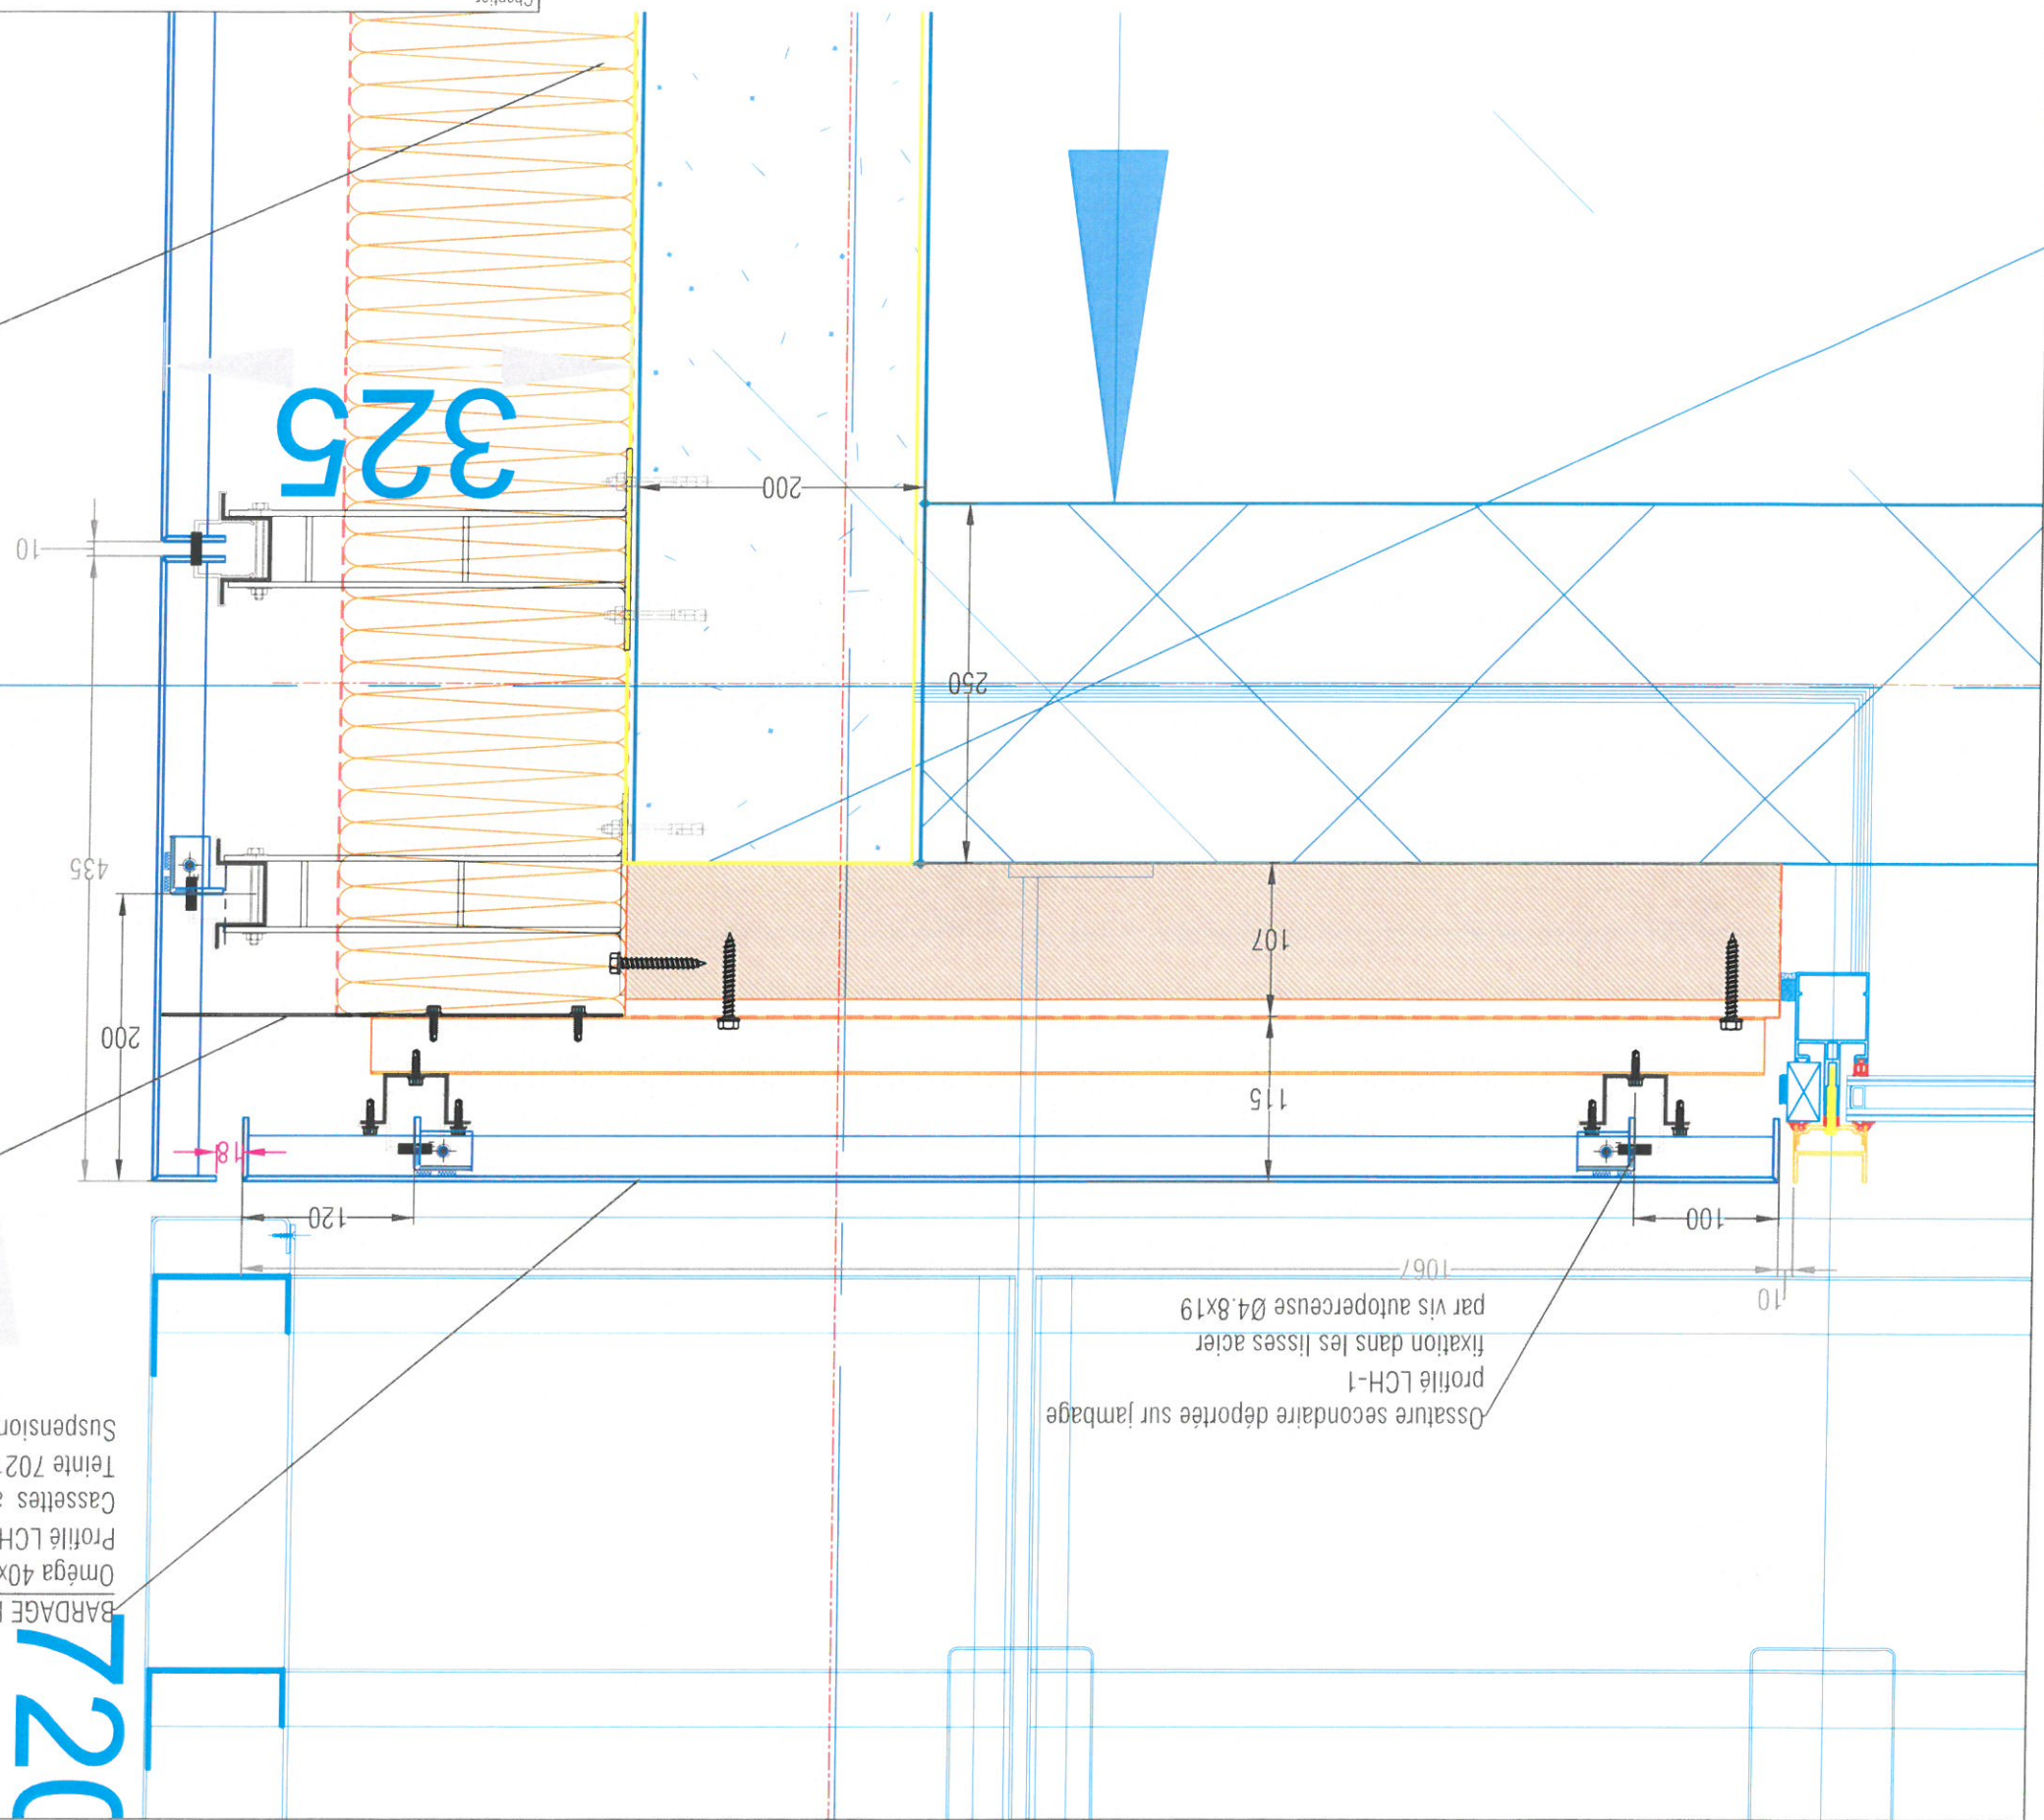 720
BARDAGE
Oméga 40x
Profilé LCH
Cassettes
Teinte 702
Suspension
Ossature secondaire déportée sur jambage
profilé LCH-1
fixation dans les lisses acier
par vis autoperceuse Ø4.8x19
10
1067
100
120
18
200
115
107
435
250
10
200
325
Chantier